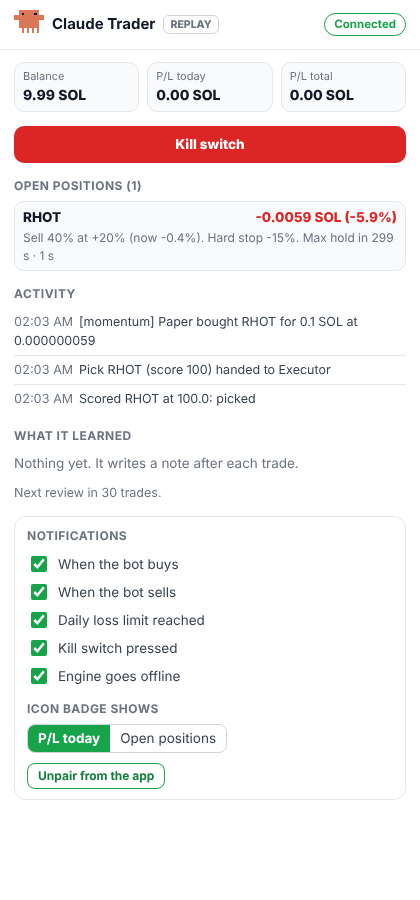 Claude Trader REPLAY Connected
Balance P/L today P/L total
9.99 SOL 0.00 SOL 0.00 SOL
Kill switch
OPEN POSITIONS (1)
RHOT -0.0059 SOL (-5.9%)
Sell 40% at +20% (now -0.4%). Hard stop -15%. Max hold in 299
s · 1 s
ACTIVITY
02:03 AM [momentum] Paper bought RHOT for 0.1 SOL at
0.000000059
02:03 AM Pick RHOT (score 100) handed to Executor
02:03 AM Scored RHOT at 100.0: picked
WHAT IT LEARNED
Nothing yet. It writes a note after each trade.
Next review in 30 trades.
NOTIFICATIONS
When the bot buys
When the bot sells
Daily loss limit reached
Kill switch pressed
Engine goes offline
ICON BADGE SHOWS
P/L today Open positions
Unpair from the app